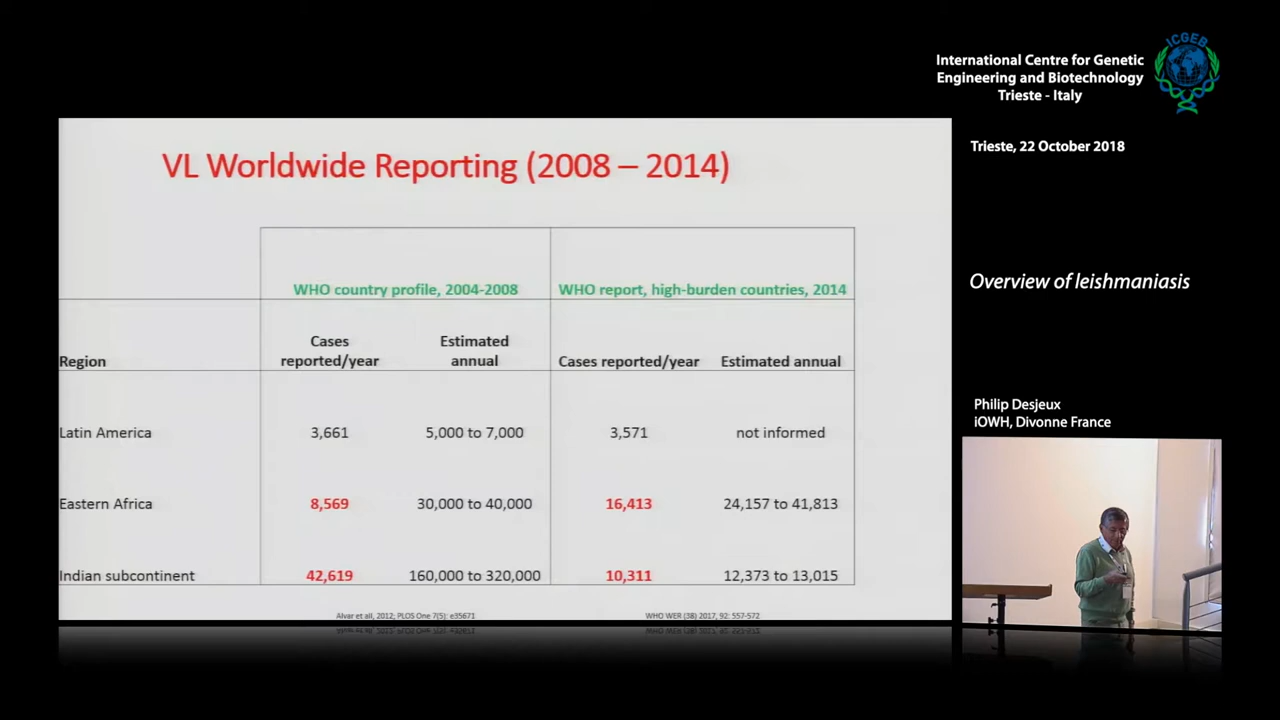 ICGEB
International Centre for Genetic
Engineering and Biotechnology
Trieste - Italy
Trieste, 22 October 2018
VL Worldwide Reporting (2008 – 2014)
WHO country profile, 2004-2008 WHO report, high-burden countries, 2014
Region Cases reported/year Estimated annual Cases reported/year Estimated annual
Latin America 3,661 5,000 to 7,000 3,571 not informed
Eastern Africa 8,569 30,000 to 40,000 16,413 24,157 to 41,813
Indian subcontinent 42,619 160,000 to 320,000 10,311 12,373 to 13,015
Alvar et all, 2012; PLOS One 7(5): e35671 WHO WER (38) 2017, 92: 557-572
Overview of leishmaniasis
Philip Desjeux
iOWH, Divonne France